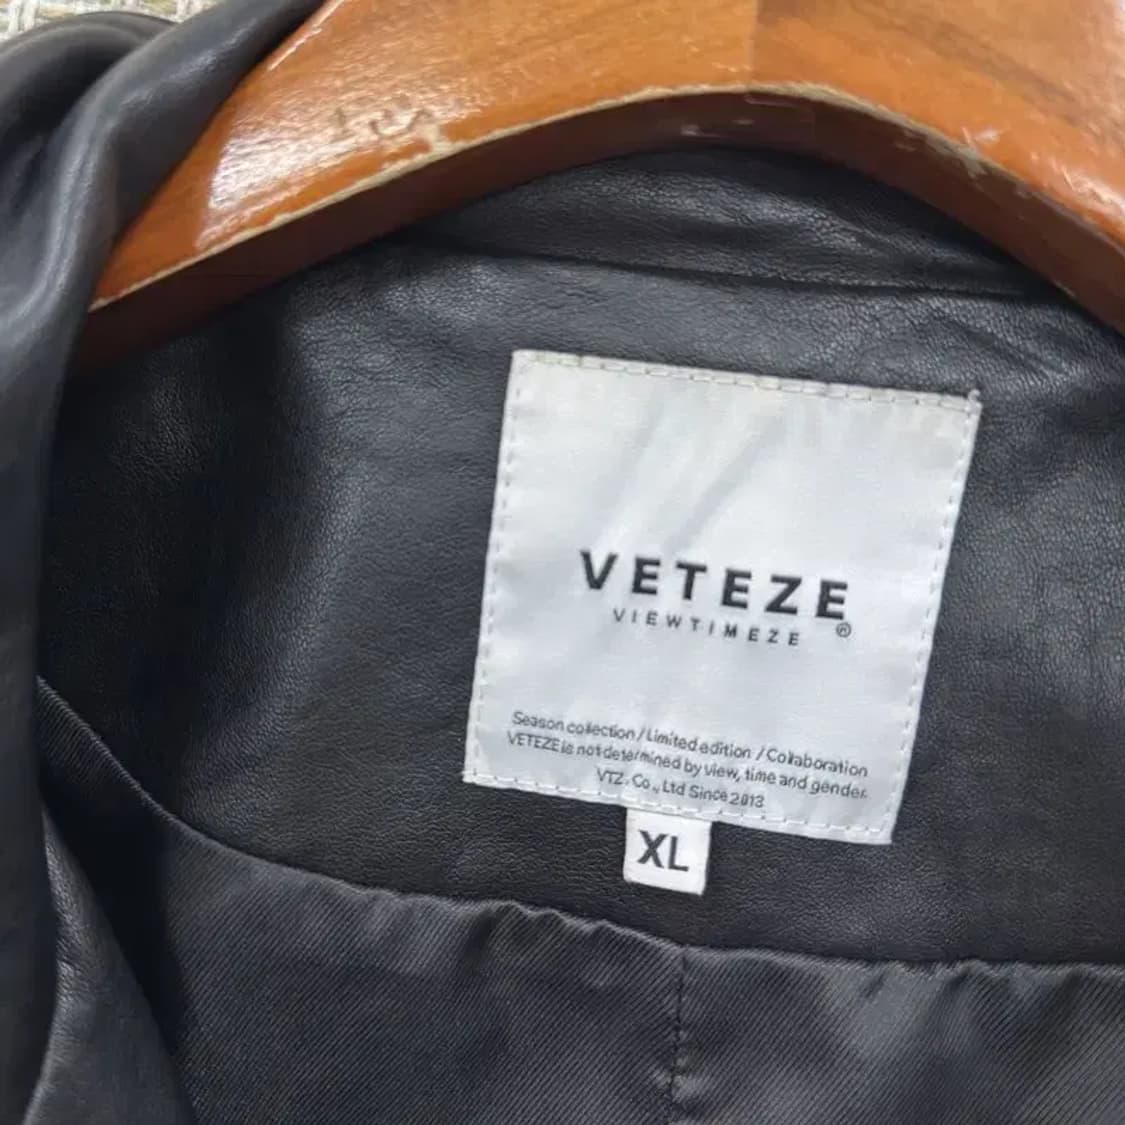 VETEZE
VIEWTIMEZE ®
Season collection / Limited edition / Collaboration
VETEZE is not determined by view, time and gender.
VTZ. Co., Ltd Since 2013
XL